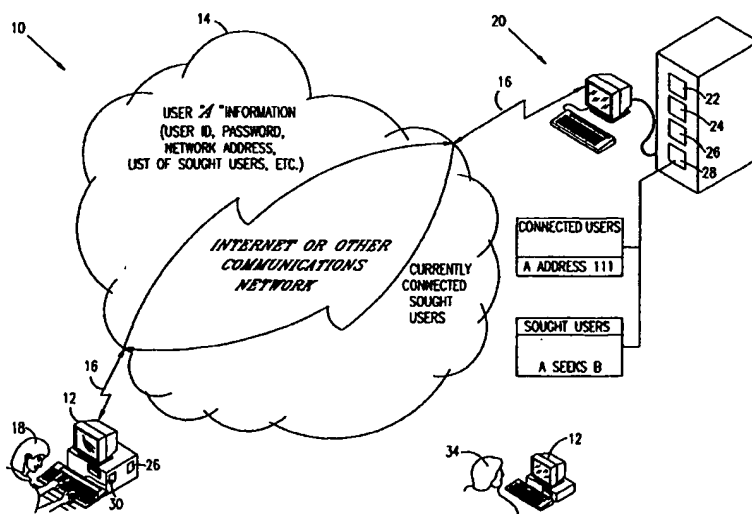 10
14
20
16
22
24
26
28
USER "A" INFORMATION
(USER ID, PASSWORD,
NETWORK ADDRESS,
LIST OF SOUGHT USERS, ETC.)
INTERNET OR OTHER
COMMUNICATIONS
NETWORK
CURRENTLY
CONNECTED
SOUGHT
USERS
CONNECTED USERS
A ADDRESS 111
SOUGHT USERS
A SEEKS B
16
12
18
26
30
34
12